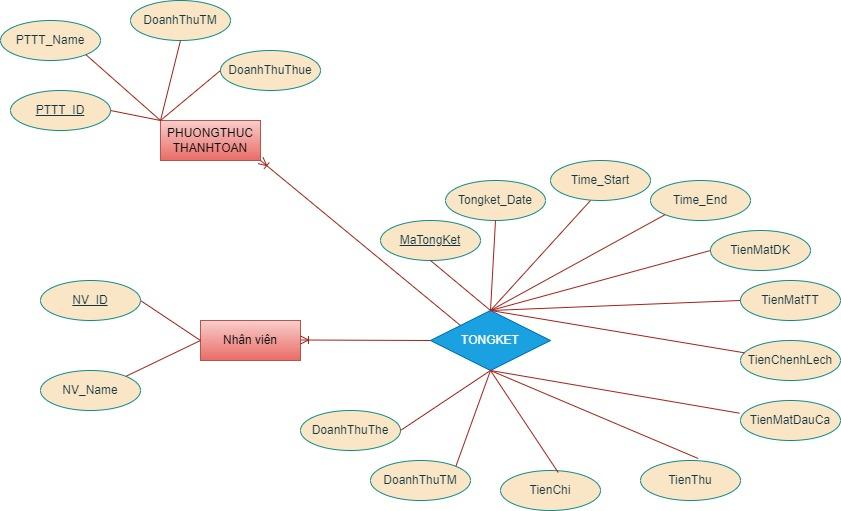 DoanhThuTM
PTTT_Name
DoanhThuThue
PTTT_ID
PHUONGTHUC
THANHTOAN
Time_Start
Tongket_Date
Time_End
MaTongKet
TienMatDK
NV_ID
TienMatTT
Nhân viên
TONGKET
TienChenhLech
NV_Name
TienMatDauCa
DoanhThuThe
DoanhThuTM
TienChi
TienThu